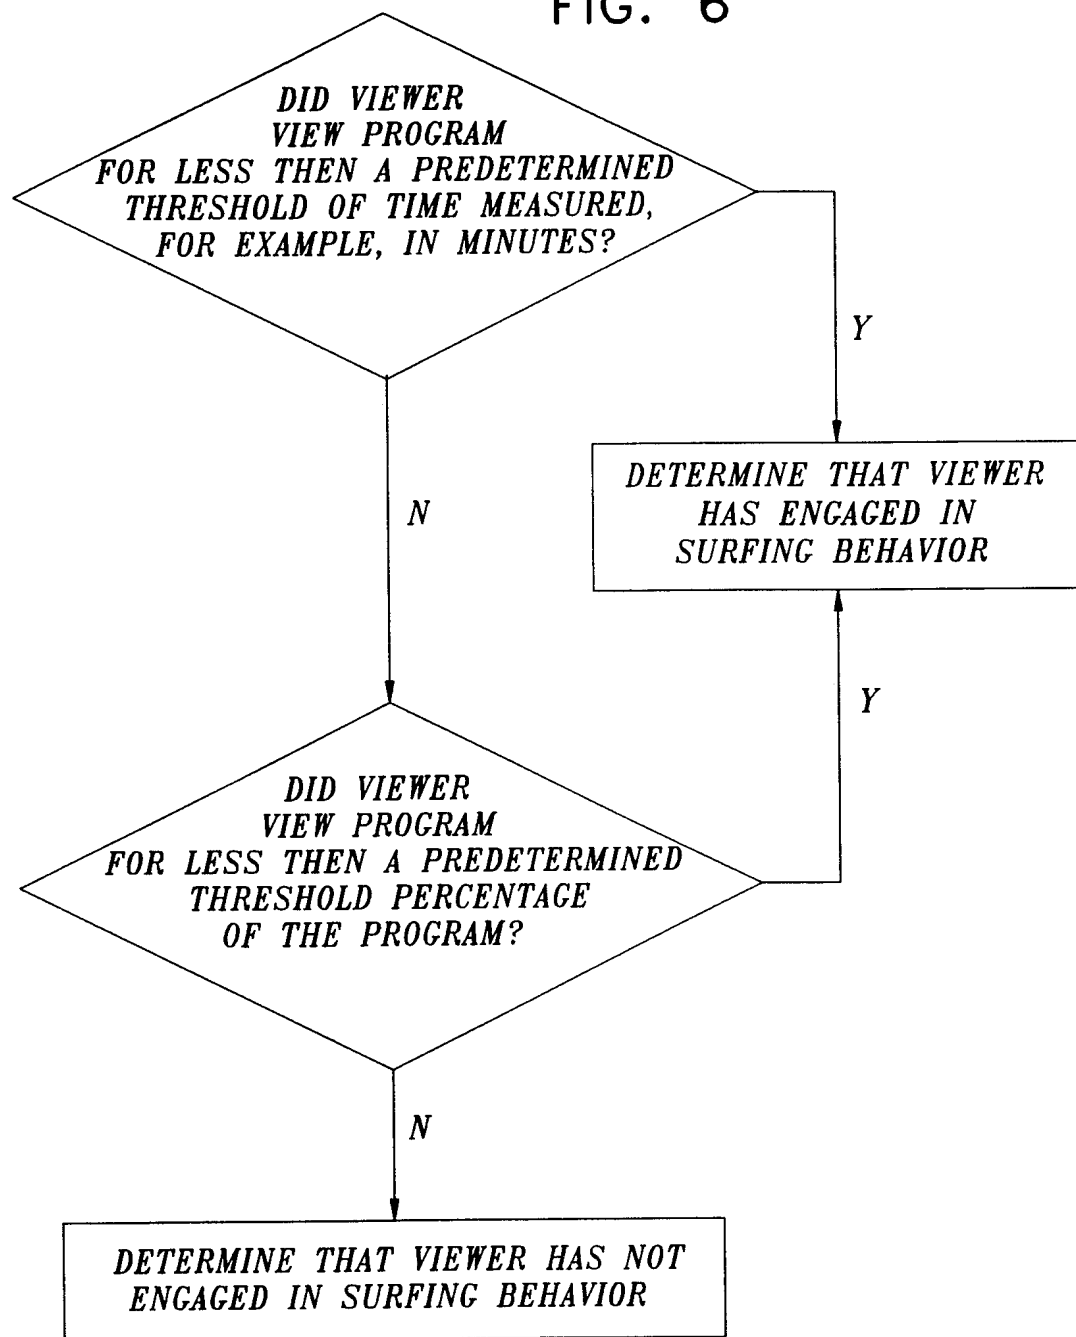 FIG. 6
DID VIEWER
VIEW PROGRAM
FOR LESS THEN A PREDETERMINED
THRESHOLD OF TIME MEASURED,
FOR EXAMPLE, IN MINUTES?
Y
N
DETERMINE THAT VIEWER
HAS ENGAGED IN
SURFING BEHAVIOR
Y
DID VIEWER
VIEW PROGRAM
FOR LESS THEN A PREDETERMINED
THRESHOLD PERCENTAGE
OF THE PROGRAM?
N
DETERMINE THAT VIEWER HAS NOT
ENGAGED IN SURFING BEHAVIOR